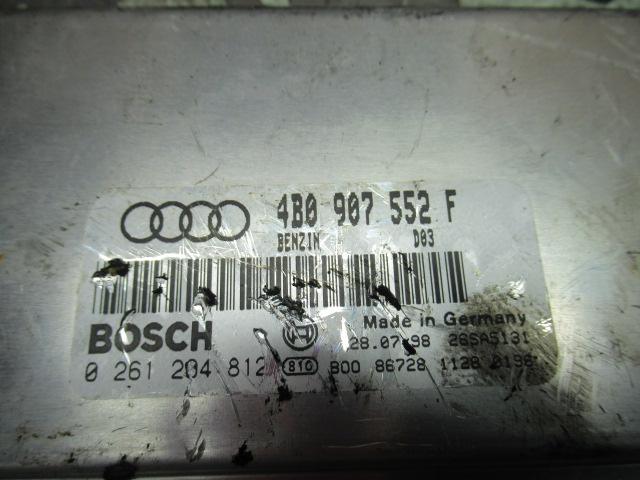 4B0 907 552 F
BENZIN D03
BOSCH
Made in Germany
28.07.98 26SA5131
0 261 204 812 810 B00 86728 1128